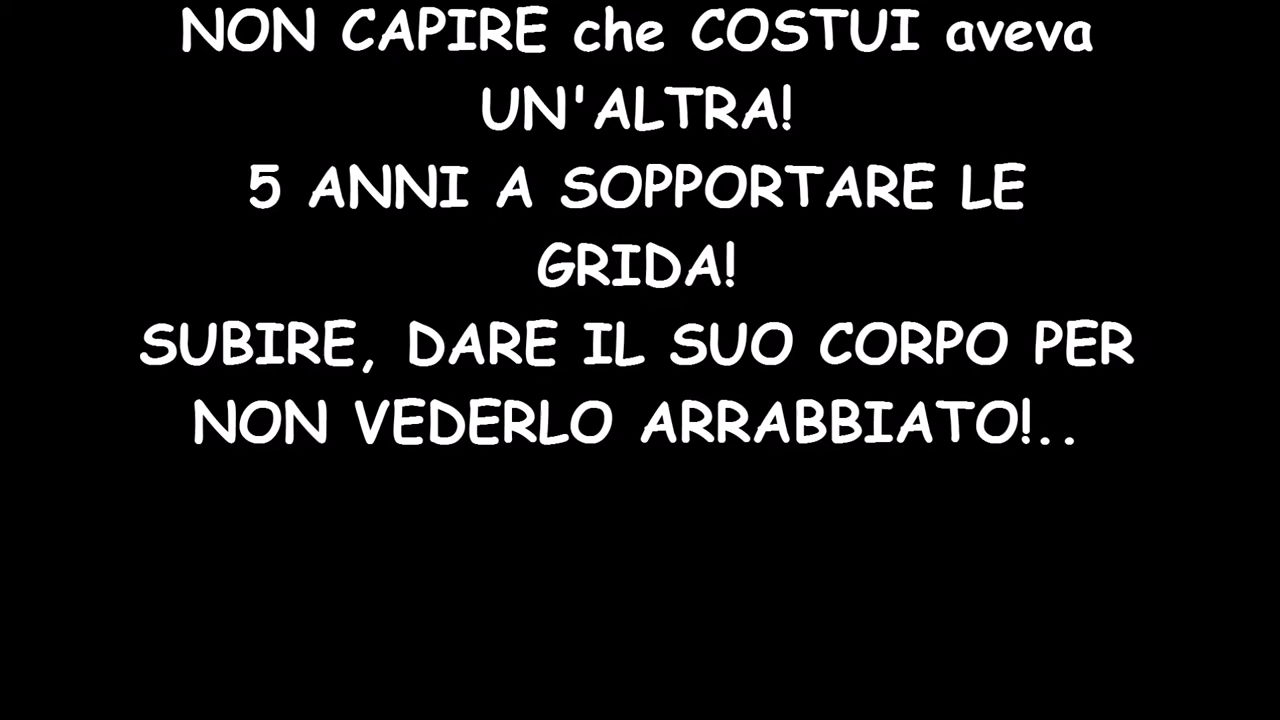 NON CAPIRE che COSTUI aveva
UN'ALTRA!
5 ANNI A SOPPORTARE LE
GRIDA!
SUBIRE, DARE IL SUO CORPO PER
NON VEDERLO ARRABBIATO!..